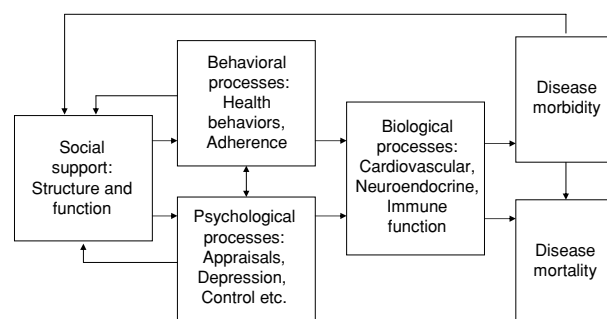 Social
support:
Structure and
function
Behavioral
processes:
Health
behaviors,
Adherence
Psychological
processes:
Appraisals,
Depression,
Control etc.
Biological
processes:
Cardiovascular,
Neuroendocrine,
Immune
function
Disease
morbidity
Disease
mortality